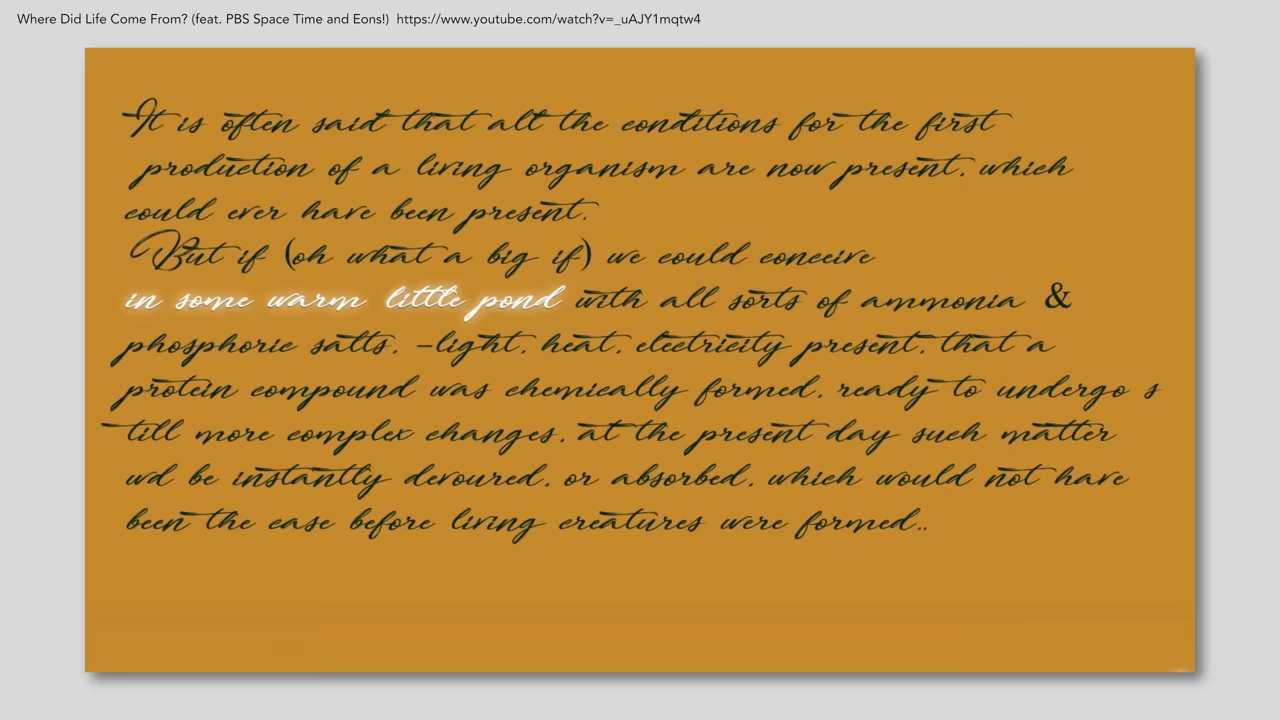 Where Did Life Come From? (feat. PBS Space Time and Eons!)  https://www.youtube.com/watch?v=_uAJY1mqtw4
It is often said that all the conditions for the first
production of a living organism are now present, which
could ever have been present.
But if (oh what a big if) we could conceive
in some warm little pond with all sorts of ammonia &
phosphoric salts, -light, heat, electricity present, that a
protein compound was chemically formed, ready to undergo s
till more complex changes, at the present day such matter
wd be instantly devoured, or absorbed, which would not have
been the case before living creatures were formed..